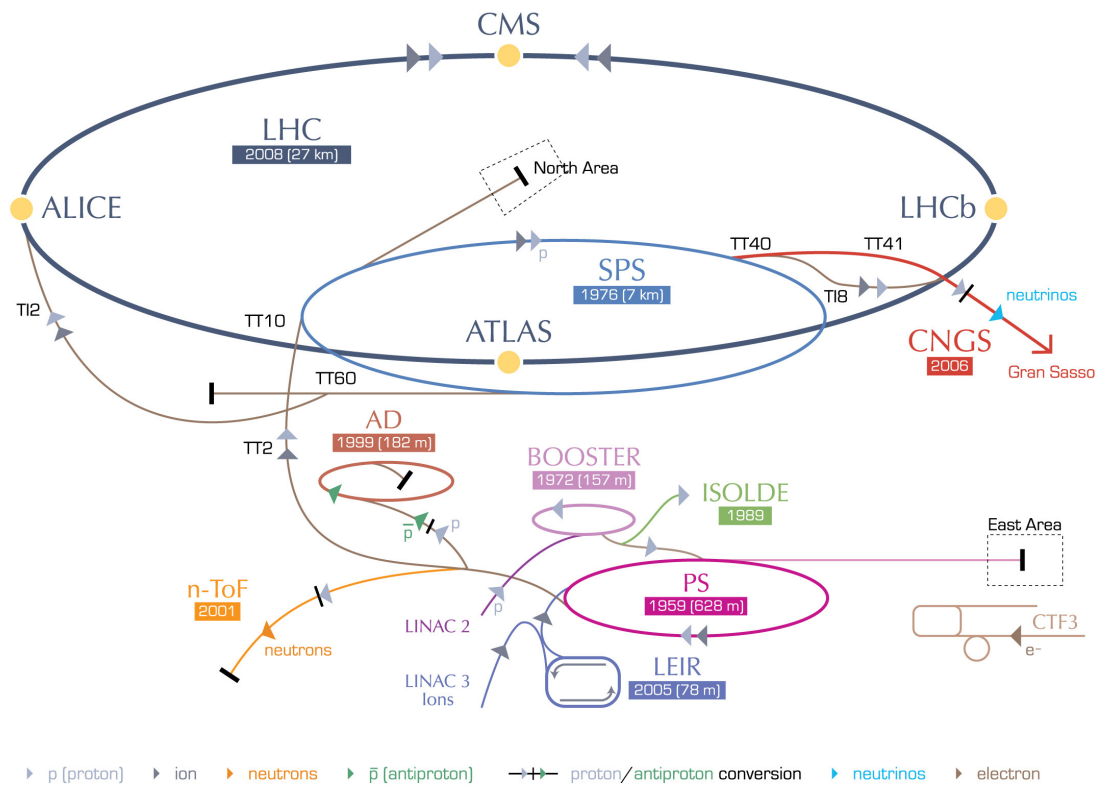 CMS
LHC
2008 (27 km)
North Area
ALICE
LHCb
TT40
TT41
SPS
1976 (7 km)
TI8
neutrinos
TI2
TT10
ATLAS
CNGS
2006
Gran Sasso
p
TT60
AD
1999 (182 m)
TT2
BOOSTER
1972 (157 m)
ISOLDE
1989
p
p̅
East Area
n-ToF
2001
PS
1959 (628 m)
p
LINAC 2
neutrons
CTF3
e-
LEIR
2005 (78 m)
LINAC 3
Ions
p (proton)
ion
neutrons
p̅ (antiproton)
proton/antiproton conversion
neutrinos
electron